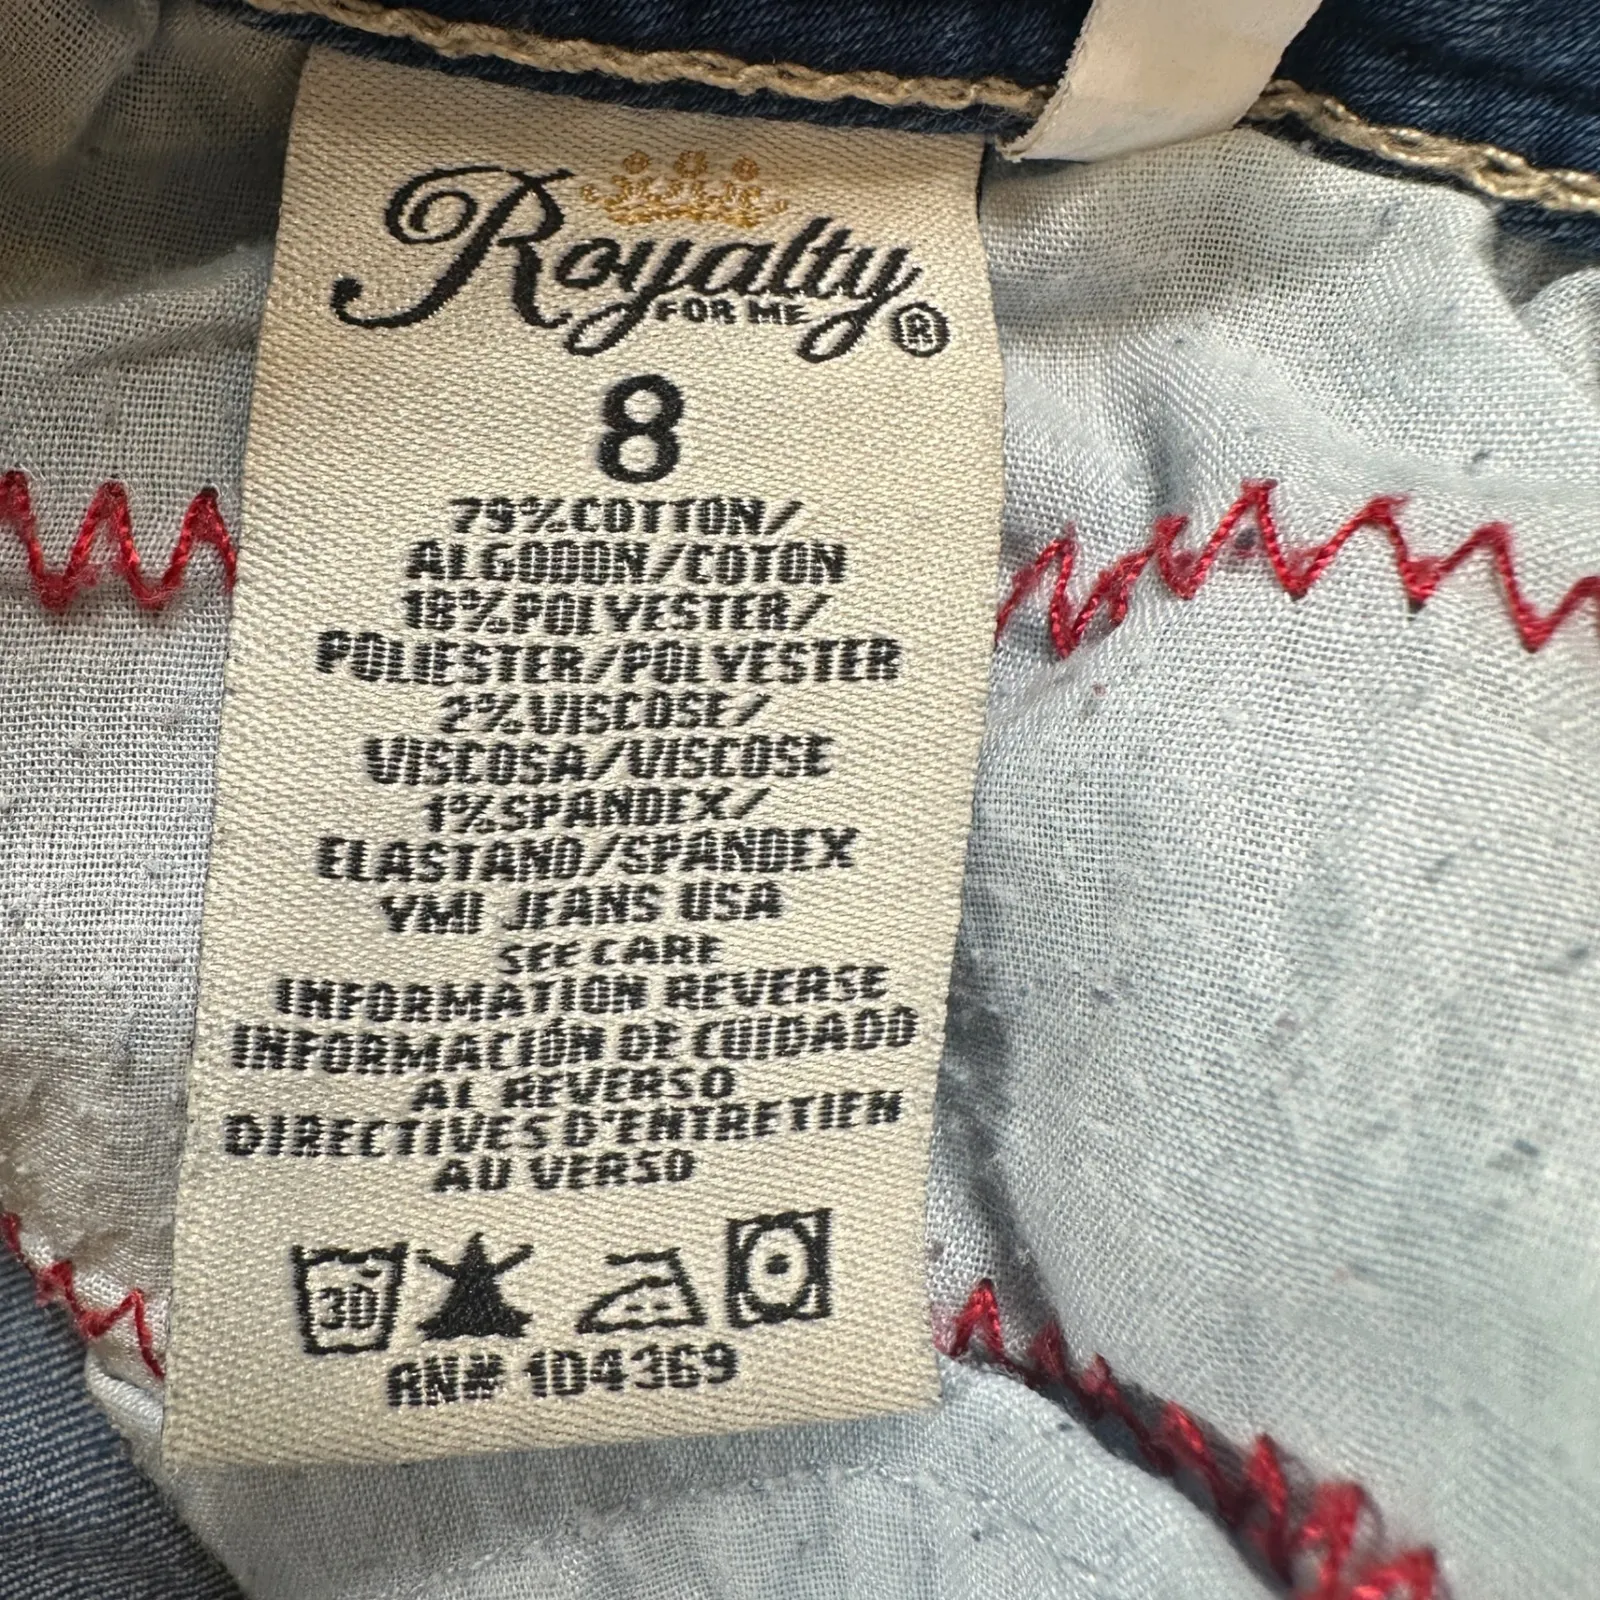 Royalty
FOR ME ®
8
79%COTTON/
ALGODON/COTON
18%POLYESTER/
POLIESTER/POLYESTER
2%VISCOSE/
VISCOSA/VISCOSE
1%SPANDEX/
ELASTANO/SPANDEX
YMI JEANS USA
SEE CARE
INFORMATION REVERSE
INFORMACIÓN DE CUIDADO
AL REVERSO
DIRECTIVES D'ENTRETIEN
AU VERSO
30
RN# 104369